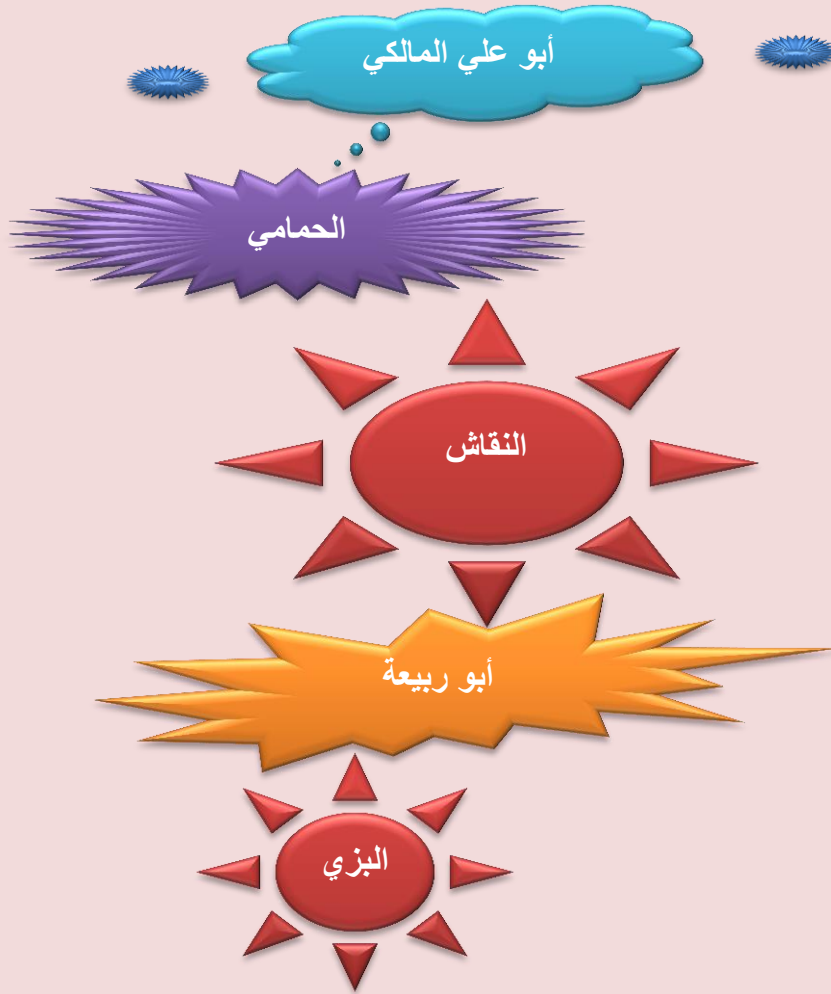 أبو علي المالكي
الحمامي
النقاش
أبو ربيعة
البزي